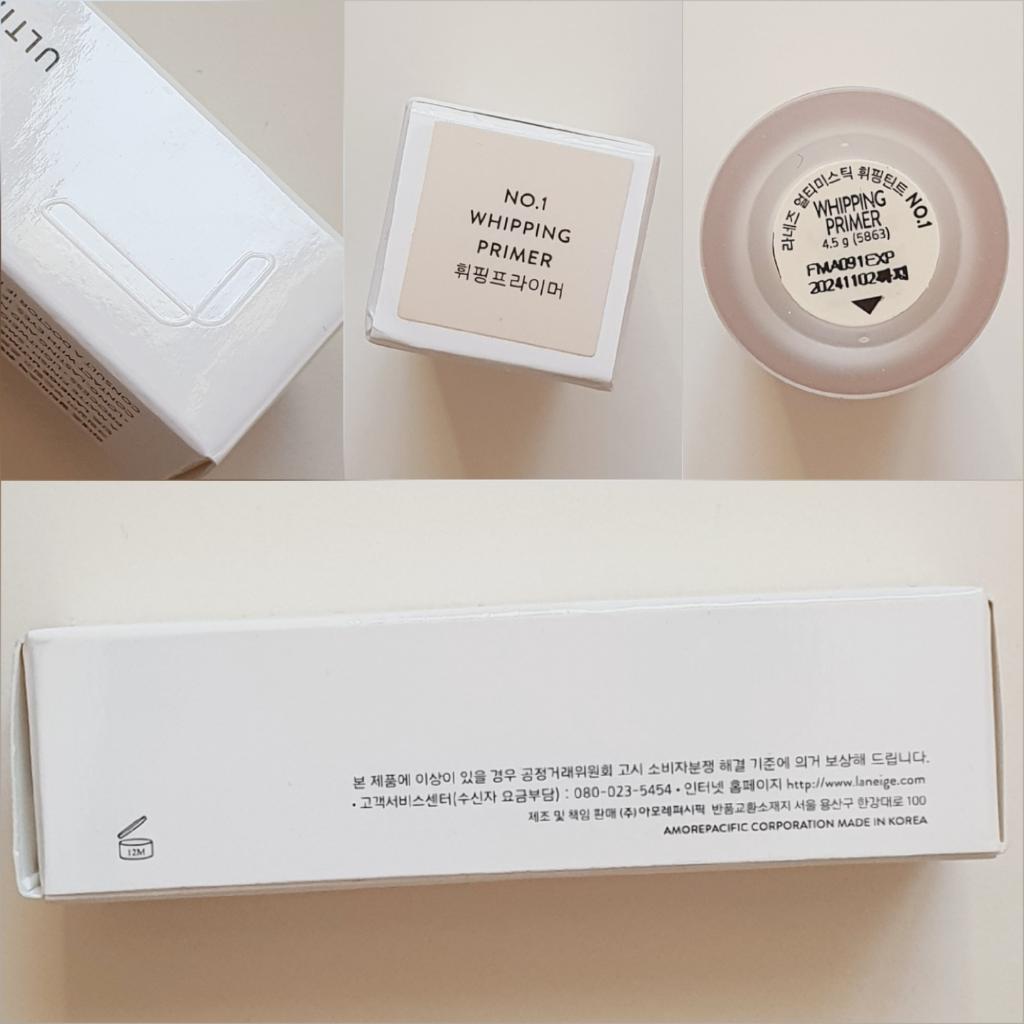 ULTI
NO.1
WHIPPING
PRIMER
휘핑프라이머
라네즈 얼티미스틱 휘핑틴트 NO.1
WHIPPING
PRIMER
4.5 g (5863)
FMA091EXP
20241102까지
본 제품에 이상이 있을 경우 공정거래위원회 고시 소비자분쟁 해결 기준에 의거 보상해 드립니다.
• 고객서비스센터(수신자 요금부담) : 080-023-5454 • 인터넷 홈페이지 http://www.laneige.com
제조 및 책임 판매 (주)아모레퍼시픽 반품교환소재지 서울 용산구 한강대로 100
AMOREPACIFIC CORPORATION MADE IN KOREA
12M